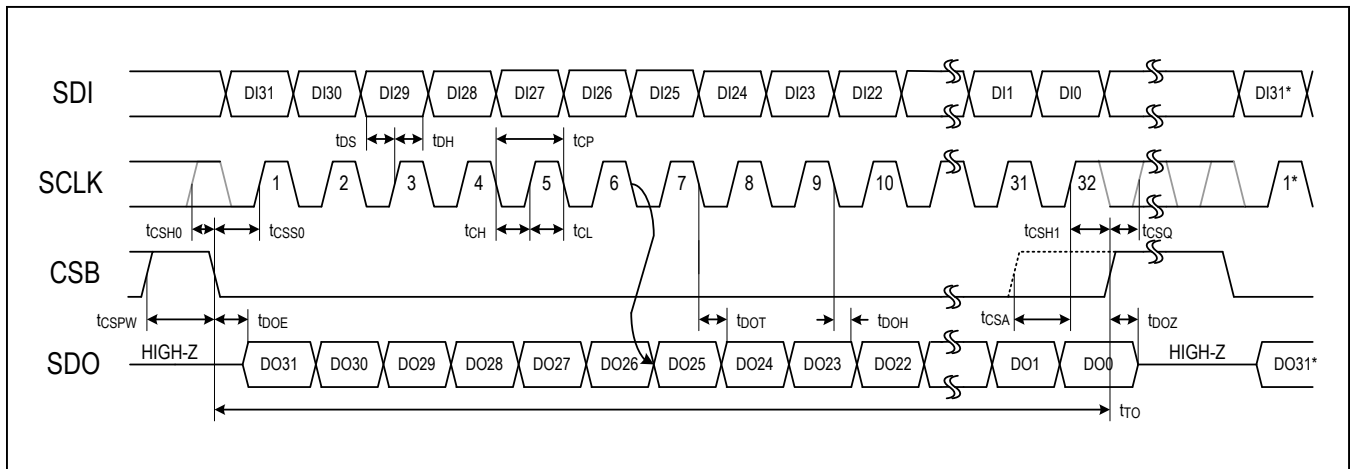 SDI DI31 DI30 DI29 DI28 DI27 DI26 DI25 DI24 DI23 DI22 DI1 DI0 DI31*
tDS tDH tCP
SCLK 1 2 3 4 5 6 7 8 9 10 31 32 1*
tCSH0 tCSS0 tCH tCL tCSH1 tCSQ
CSB
tCSPW tDOE tDOT tDOH tCSA tDOZ
SDO HIGH-Z DO31 DO30 DO29 DO28 DO27 DO26 DO25 DO24 DO23 DO22 DO1 DO0 HIGH-Z DO31*
tTO